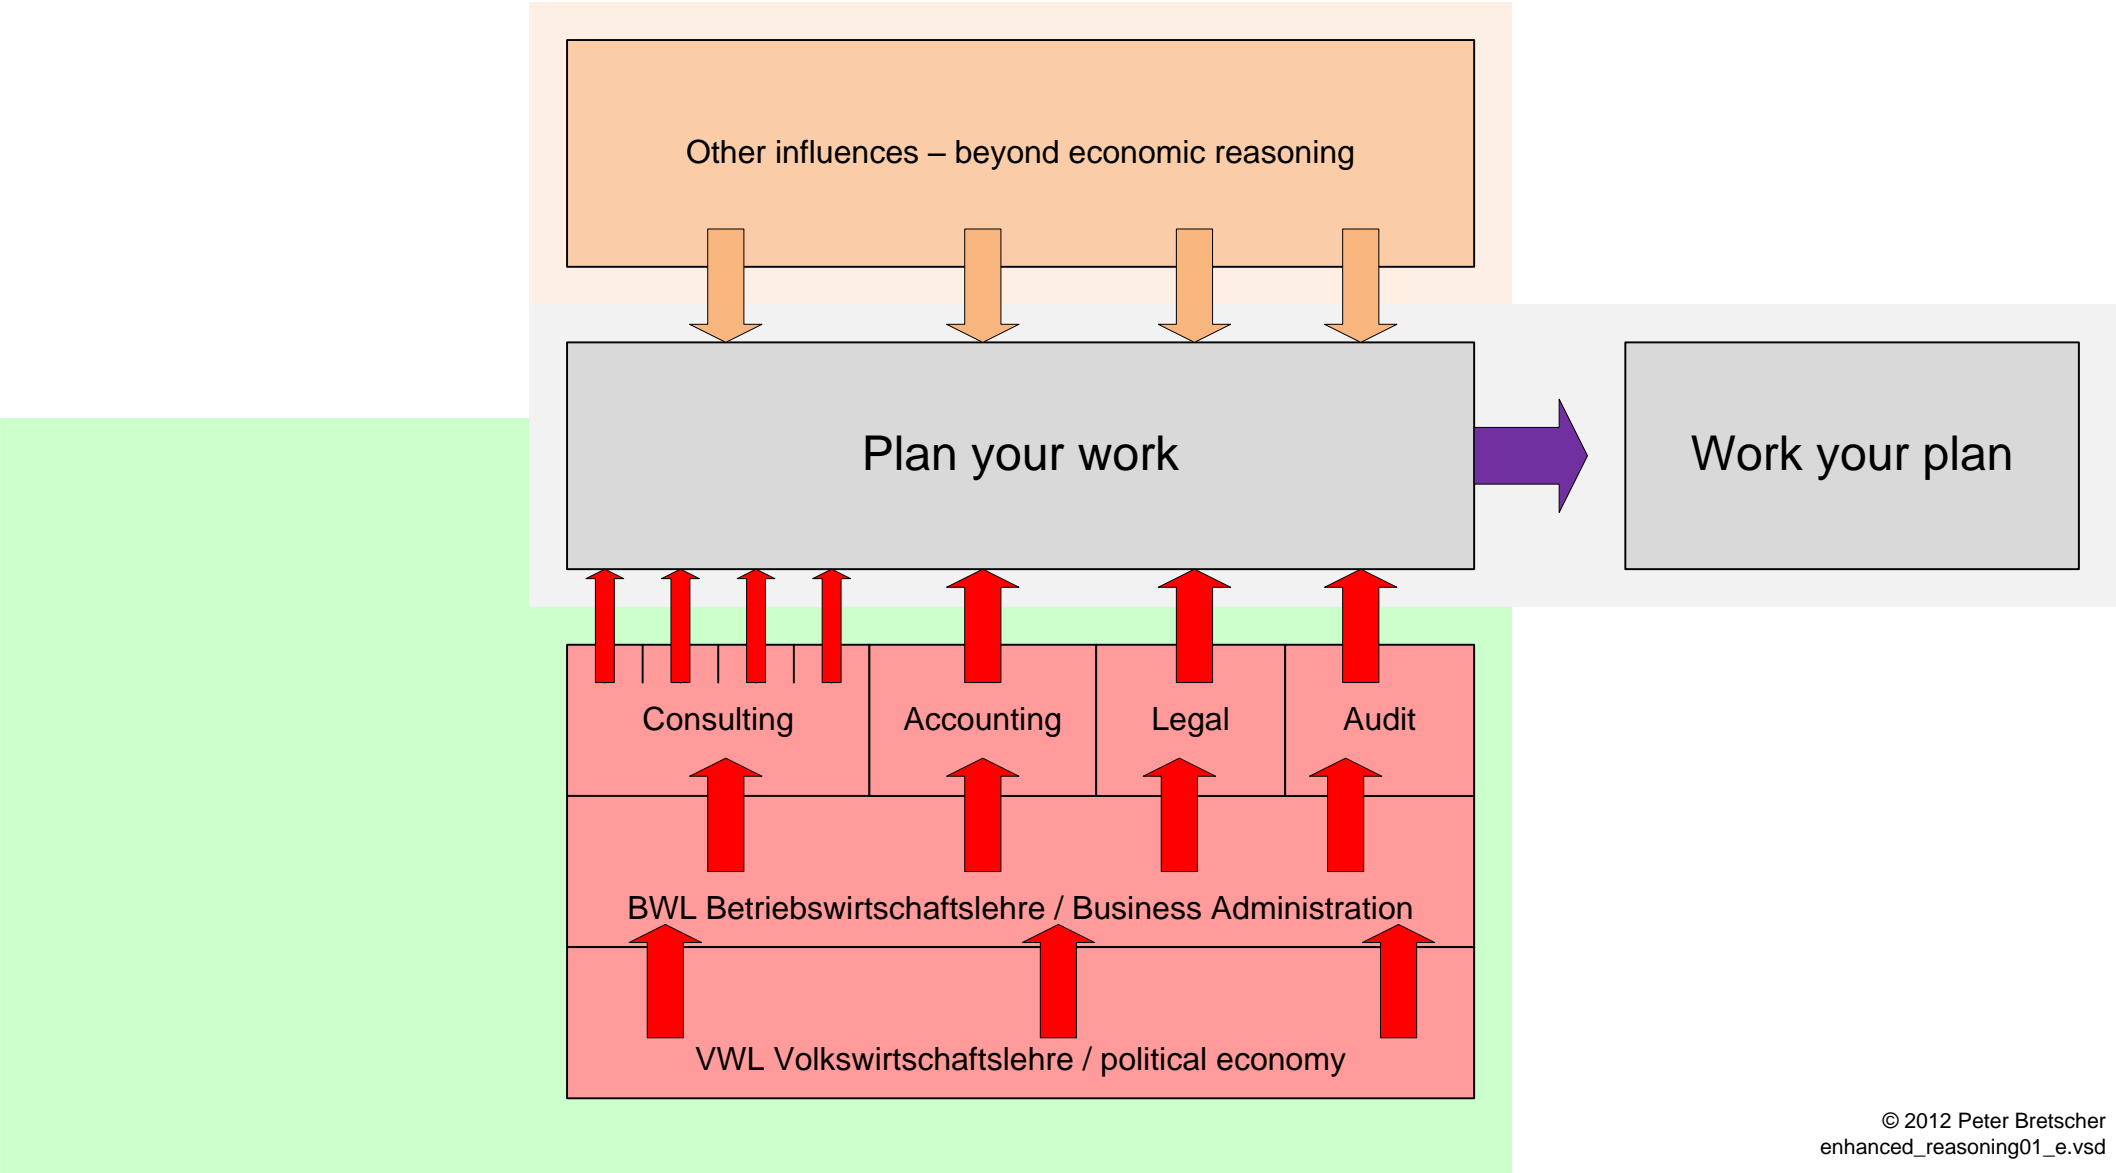 Other influences – beyond economic reasoning
Plan your work
Work your plan
Consulting
Accounting
Legal
Audit
BWL Betriebswirtschaftslehre / Business Administration
VWL Volkswirtschaftslehre / political economy
© 2012 Peter Bretscher
enhanced_reasoning01_e.vsd